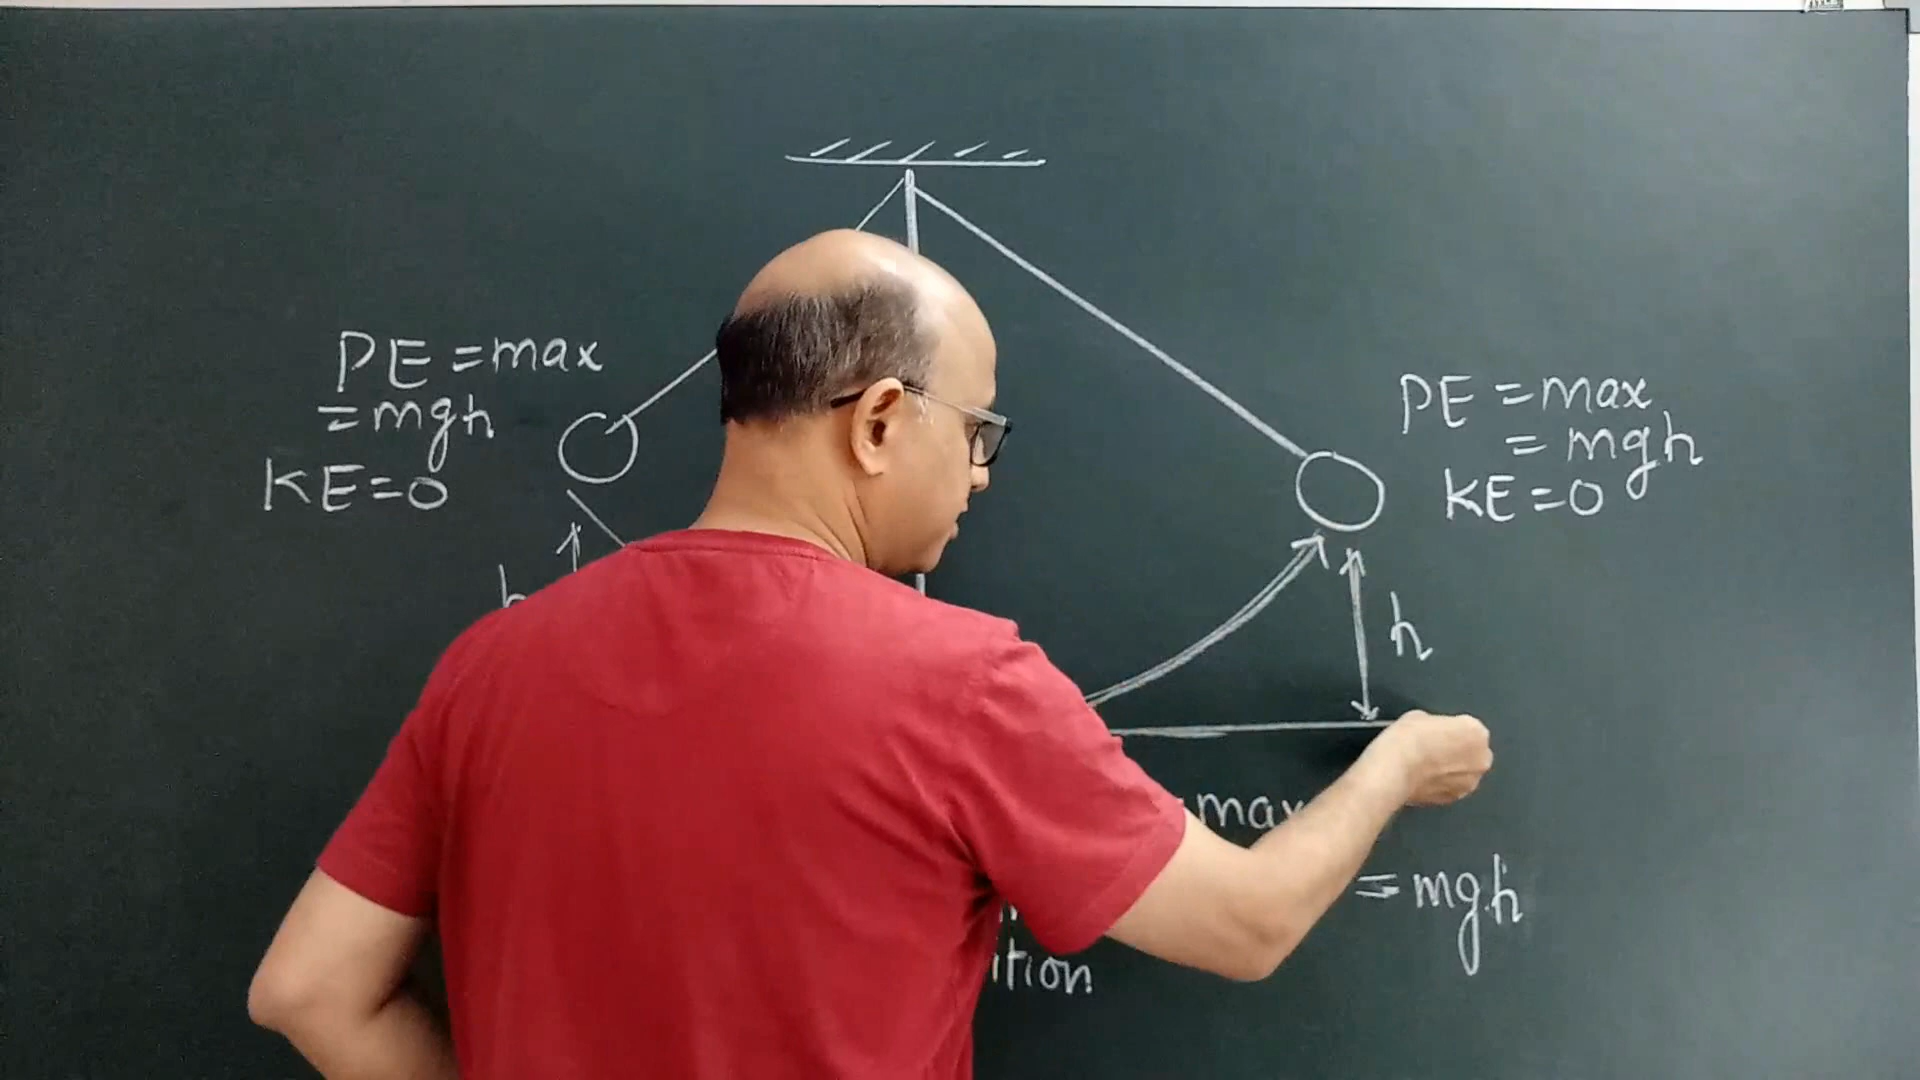 PE = max
= mgh
KE = 0
PE = max
= mgh
KE = 0
h
= max
= mgh
ition